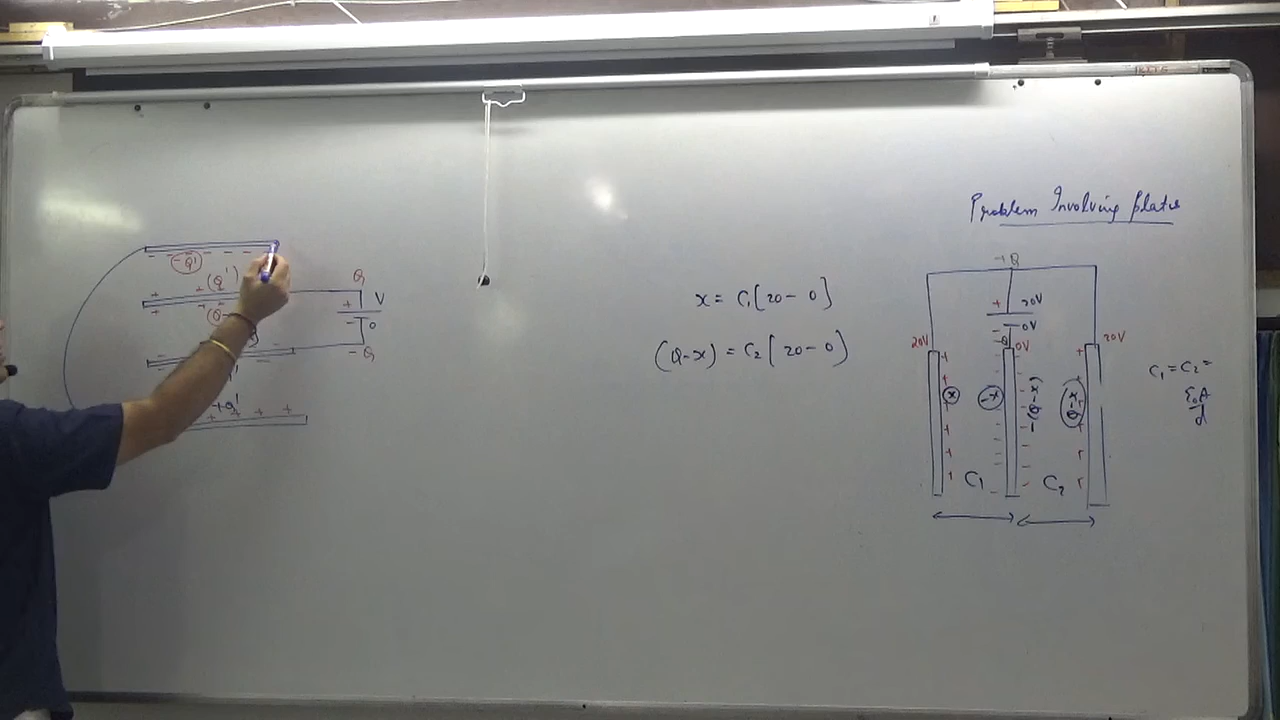 Problem Involving plates
- Q'
(Q')
Q
+ V
- 0
- Q
+Q'
x = C₁[20 - 0]
(Q-x) = C₂[20 - 0]
+Q
+ 20V
- 0V
-Q
20V
0V
20V
x
-x
-(Q-x)
Q-x
C₁ = C₂ =
ε₀A
d
C₁
C₂